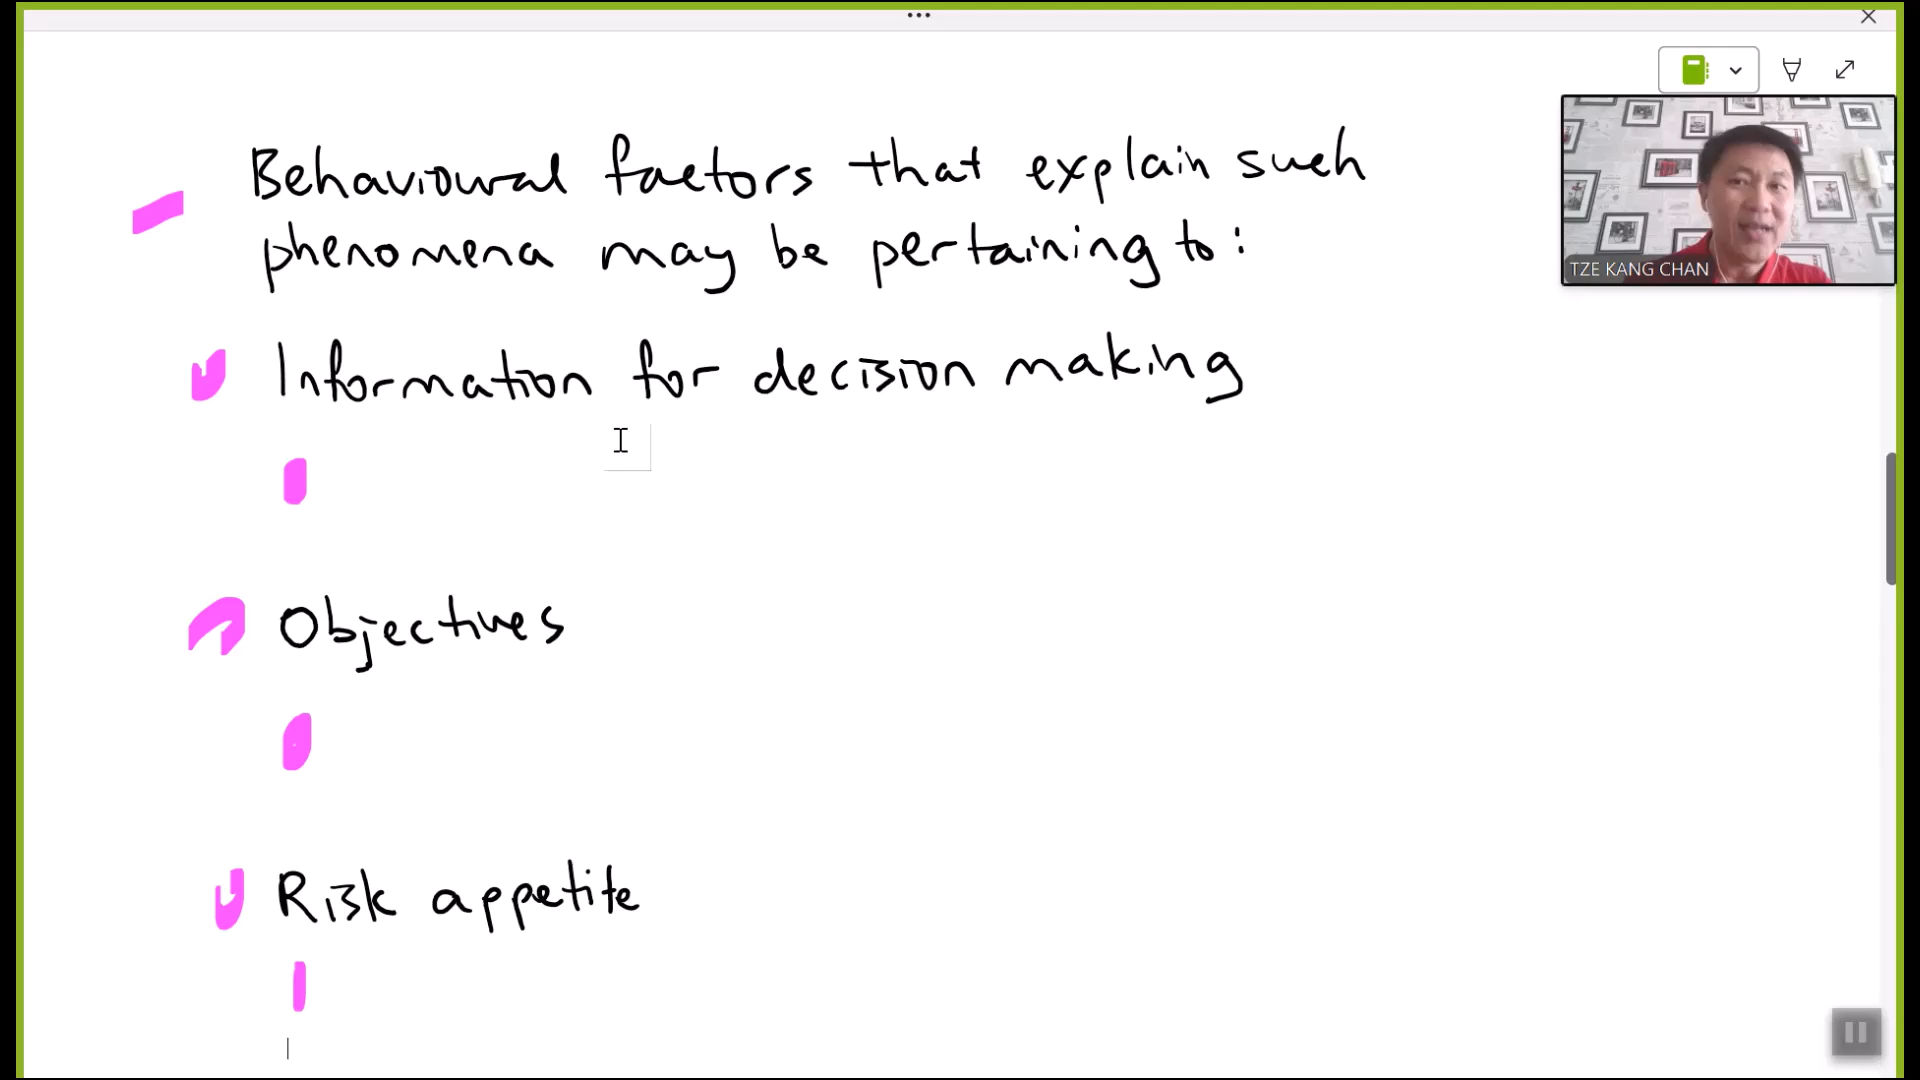 Behavioural factors that explain such
phenomena may be pertaining to:
TZE KANG CHAN
Information for decision making
Objectives
Risk appetite